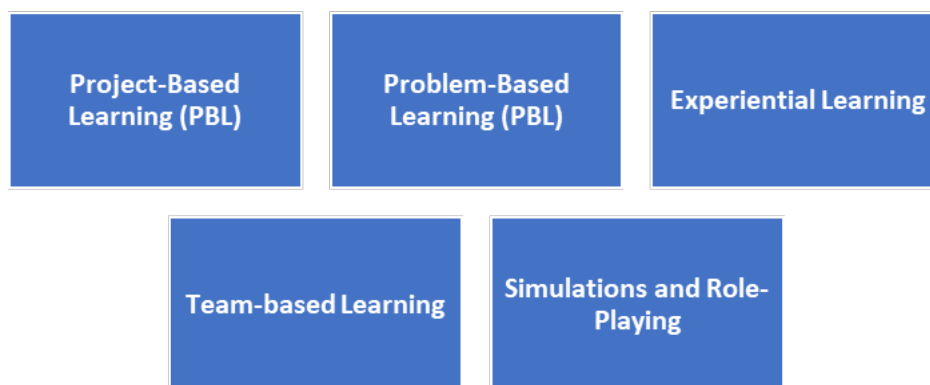 Project-Based
Learning (PBL)
Problem-Based
Learning (PBL)
Experiential Learning
Team-based Learning
Simulations and Role-
Playing